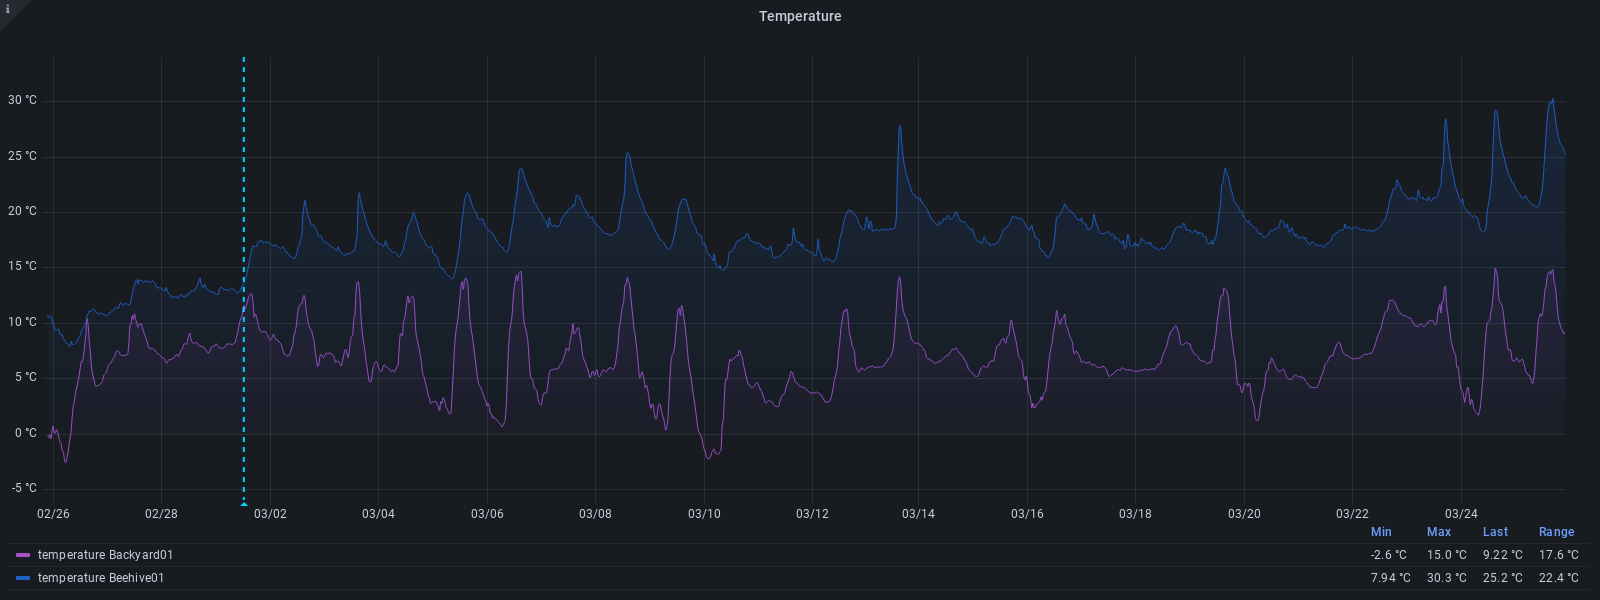 i
Temperature
30 °C
25 °C
20 °C
15 °C
10 °C
5 °C
0 °C
-5 °C
02/26 02/28 03/02 03/04 03/06 03/08 03/10 03/12 03/14 03/16 03/18 03/20 03/22 03/24
Min Max Last Range
temperature Backyard01 -2.6 °C 15.0 °C 9.22 °C 17.6 °C
temperature Beehive01 7.94 °C 30.3 °C 25.2 °C 22.4 °C